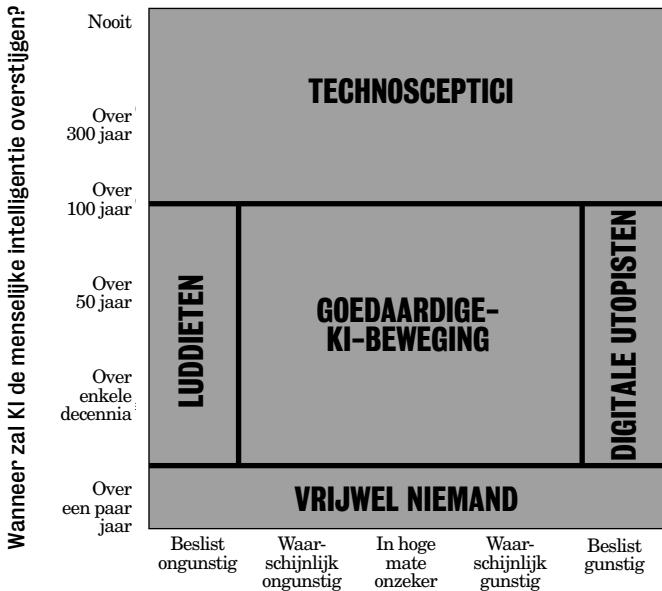 Wanneer zal KI de menselijke intelligentie overstijgen?
Nooit
Over
300 jaar
Over
100 jaar
Over
50 jaar
Over
enkele
decennia
Over
een paar
jaar
TECHNOSCEPTICI
LUDDIETEN
GOEDAARDIGE-
KI-BEWEGING
DIGITALE UTOPISTEN
VRIJWEL NIEMAND
Beslist
ongunstig
Waar-
schijnlijk
ongunstig
In hoge
mate
onzeker
Waar-
schijnlijk
gunstig
Beslist
gunstig